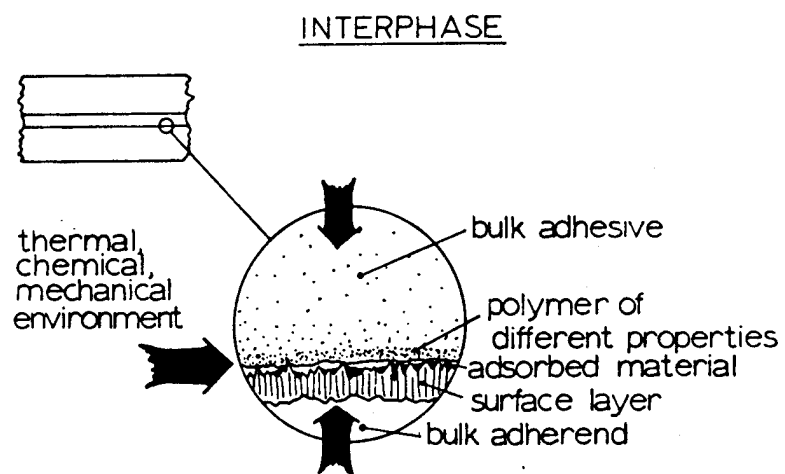 INTERPHASE
thermal,
chemical,
mechanical
environment
bulk adhesive
polymer of
different properties
adsorbed material
surface layer
bulk adherend